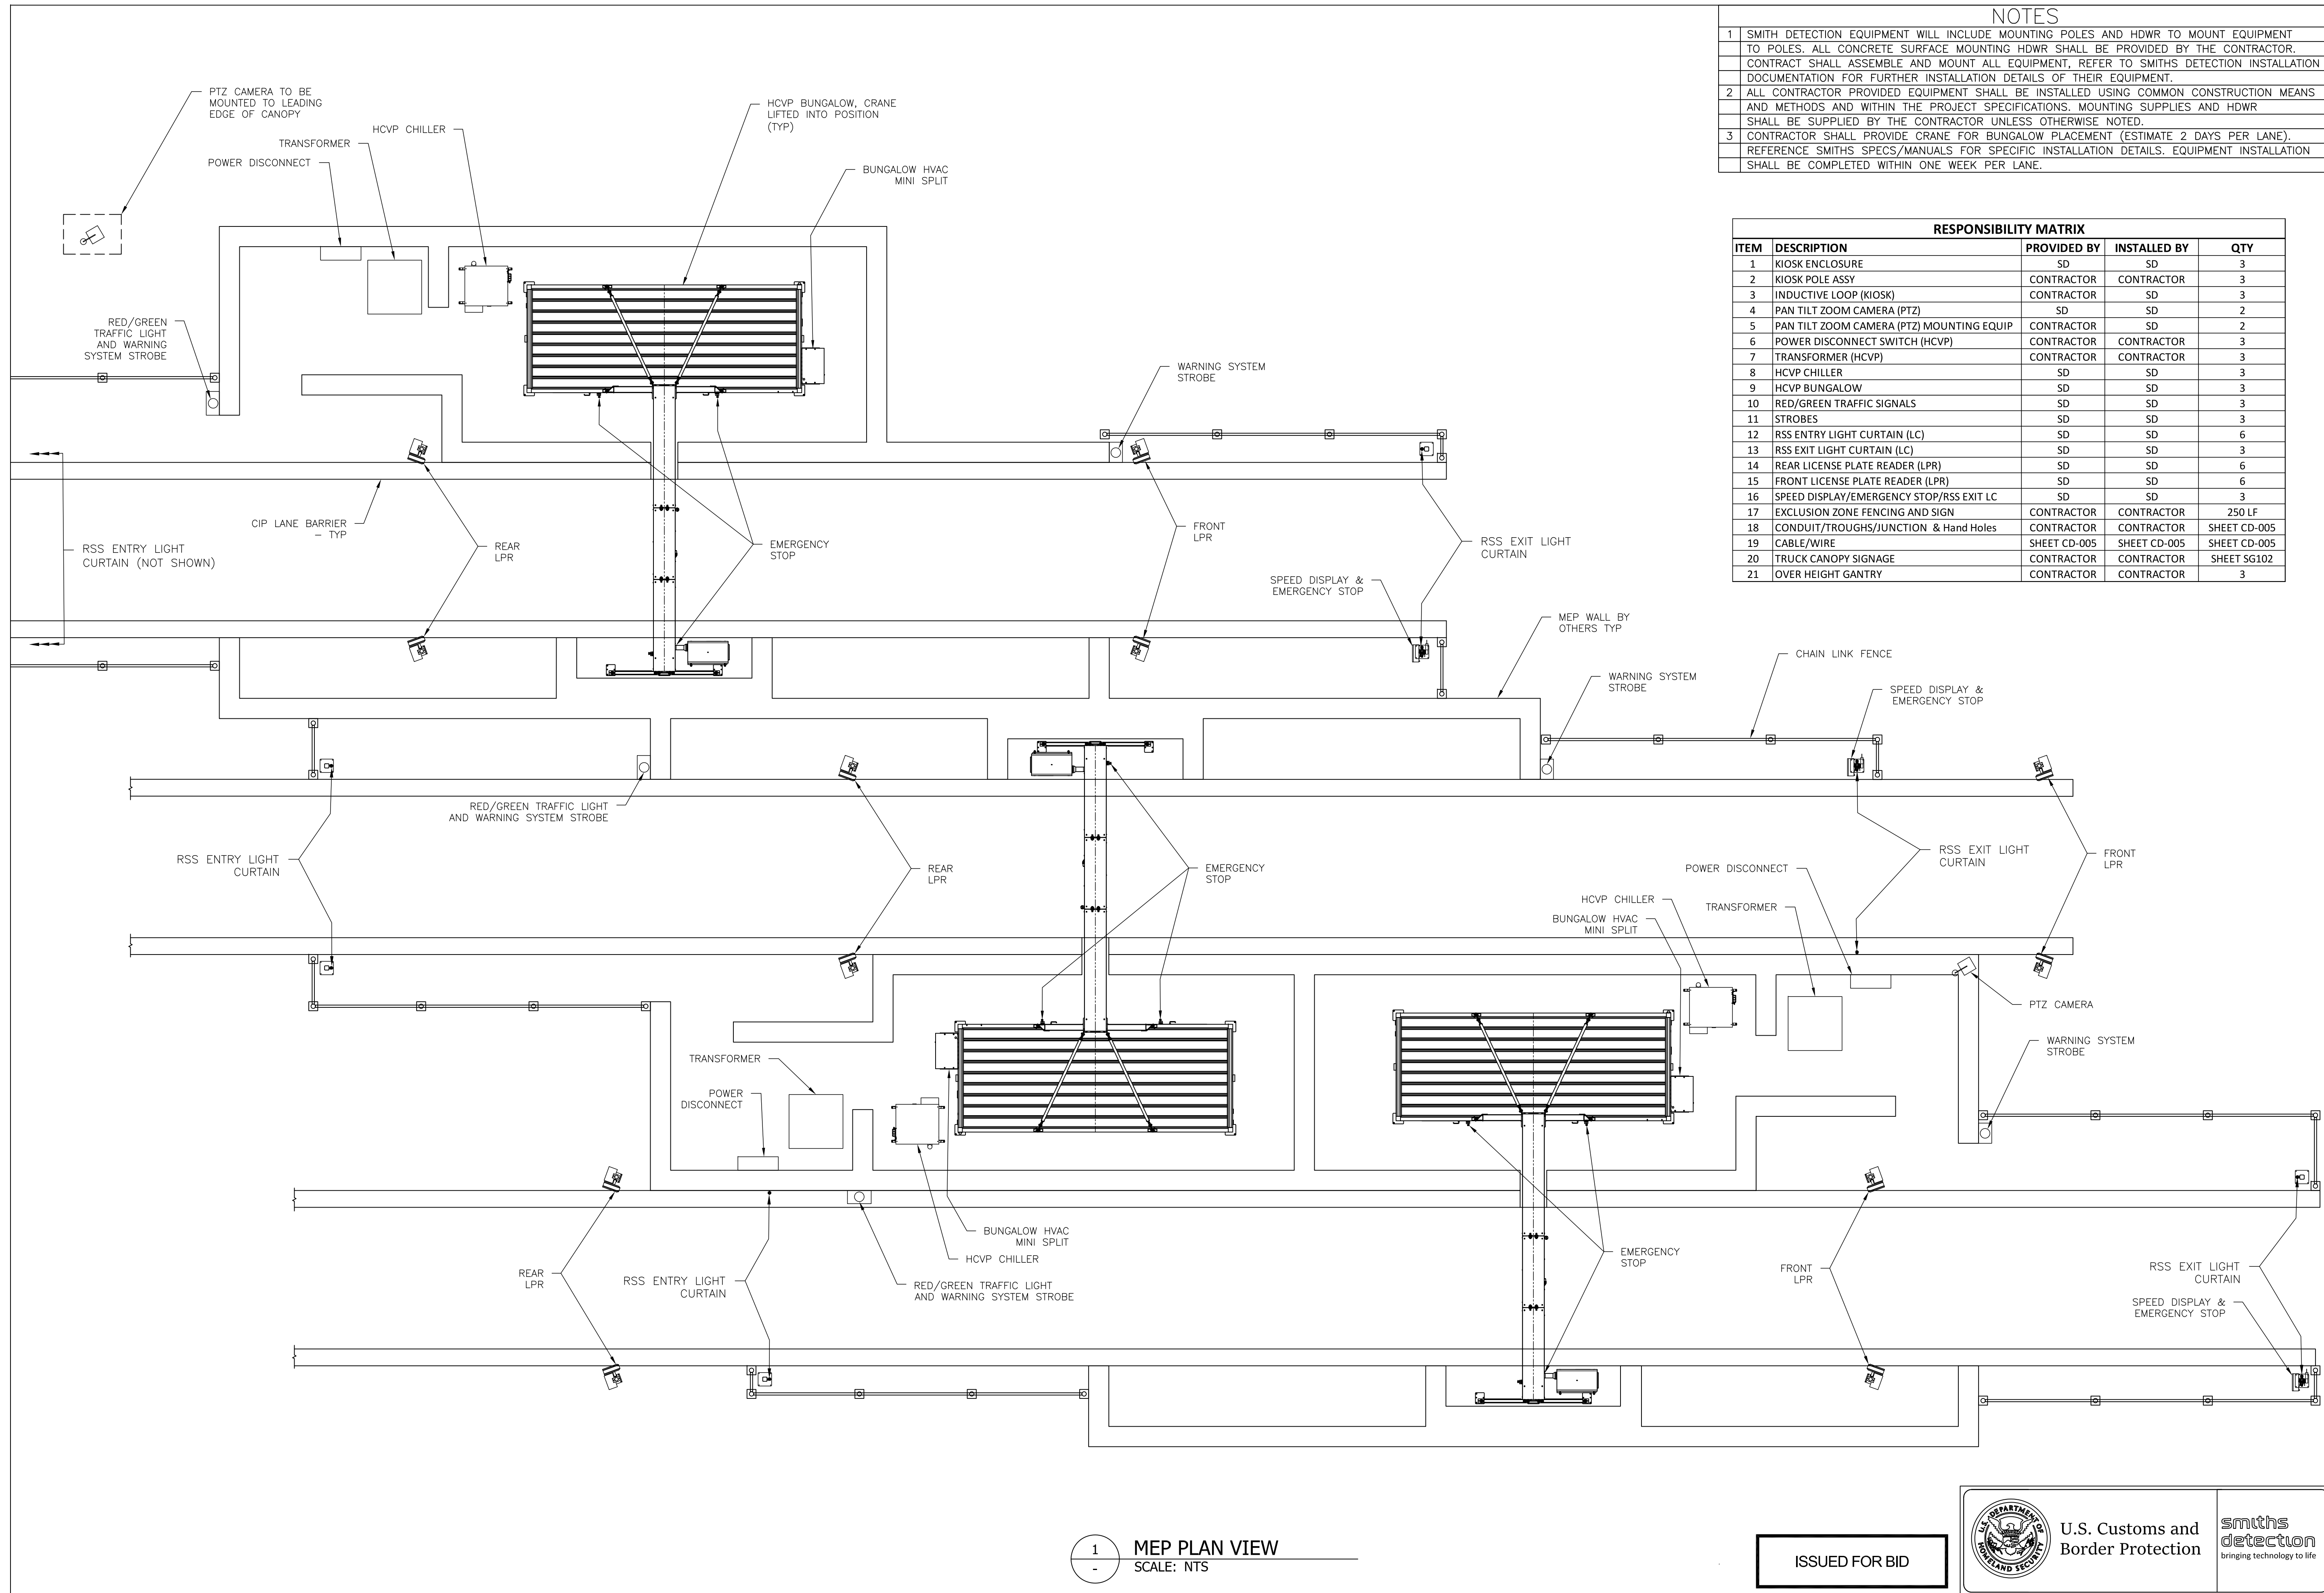 NOTES
1 SMITH DETECTION EQUIPMENT WILL INCLUDE MOUNTING POLES AND HDWR TO MOUNT EQUIPMENT
TO POLES. ALL CONCRETE SURFACE MOUNTING HDWR SHALL BE PROVIDED BY THE CONTRACTOR.
CONTRACT SHALL ASSEMBLE AND MOUNT ALL EQUIPMENT, REFER TO SMITHS DETECTION INSTALLATION
DOCUMENTATION FOR FURTHER INSTALLATION DETAILS OF THEIR EQUIPMENT.
2 ALL CONTRACTOR PROVIDED EQUIPMENT SHALL BE INSTALLED USING COMMON CONSTRUCTION MEANS
AND METHODS AND WITHIN THE PROJECT SPECIFICATIONS. MOUNTING SUPPLIES AND HDWR
SHALL BE SUPPLIED BY THE CONTRACTOR UNLESS OTHERWISE NOTED.
3 CONTRACTOR SHALL PROVIDE CRANE FOR BUNGALOW PLACEMENT (ESTIMATE 2 DAYS PER LANE).
REFERENCE SMITHS SPECS/MANUALS FOR SPECIFIC INSTALLATION DETAILS. EQUIPMENT INSTALLATION
SHALL BE COMPLETED WITHIN ONE WEEK PER LANE.
RESPONSIBILITY MATRIX
ITEM DESCRIPTION PROVIDED BY INSTALLED BY QTY
1 KIOSK ENCLOSURE SD SD 3
2 KIOSK POLE ASSY CONTRACTOR CONTRACTOR 3
3 INDUCTIVE LOOP (KIOSK) CONTRACTOR SD 3
4 PAN TILT ZOOM CAMERA (PTZ) SD SD 2
5 PAN TILT ZOOM CAMERA (PTZ) MOUNTING EQUIP CONTRACTOR SD 2
6 POWER DISCONNECT SWITCH (HCVP) CONTRACTOR CONTRACTOR 3
7 TRANSFORMER (HCVP) CONTRACTOR CONTRACTOR 3
8 HCVP CHILLER SD SD 3
9 HCVP BUNGALOW SD SD 3
10 RED/GREEN TRAFFIC SIGNALS SD SD 3
11 STROBES SD SD 3
12 RSS ENTRY LIGHT CURTAIN (LC) SD SD 6
13 RSS EXIT LIGHT CURTAIN (LC) SD SD 3
14 REAR LICENSE PLATE READER (LPR) SD SD 6
15 FRONT LICENSE PLATE READER (LPR) SD SD 6
16 SPEED DISPLAY/EMERGENCY STOP/RSS EXIT LC SD SD 3
17 EXCLUSION ZONE FENCING AND SIGN CONTRACTOR CONTRACTOR 250 LF
18 CONDUIT/TROUGHS/JUNCTION & Hand Holes CONTRACTOR CONTRACTOR SHEET CD-005
19 CABLE/WIRE SHEET CD-005 SHEET CD-005 SHEET CD-005
20 TRUCK CANOPY SIGNAGE CONTRACTOR CONTRACTOR SHEET SG102
21 OVER HEIGHT GANTRY CONTRACTOR CONTRACTOR 3
PTZ CAMERA TO BE
MOUNTED TO LEADING
EDGE OF CANOPY
HCVP CHILLER
TRANSFORMER
POWER DISCONNECT
HCVP BUNGALOW, CRANE
LIFTED INTO POSITION
(TYP)
BUNGALOW HVAC
MINI SPLIT
RED/GREEN
TRAFFIC LIGHT
AND WARNING
SYSTEM STROBE
WARNING SYSTEM
STROBE
CIP LANE BARRIER
- TYP
RSS ENTRY LIGHT
CURTAIN (NOT SHOWN)
REAR
LPR
EMERGENCY
STOP
FRONT
LPR
RSS EXIT LIGHT
CURTAIN
SPEED DISPLAY &
EMERGENCY STOP
MEP WALL BY
OTHERS TYP
CHAIN LINK FENCE
WARNING SYSTEM
STROBE
SPEED DISPLAY &
EMERGENCY STOP
RED/GREEN TRAFFIC LIGHT
AND WARNING SYSTEM STROBE
RSS ENTRY LIGHT
CURTAIN
REAR
LPR
EMERGENCY
STOP
RSS EXIT LIGHT
CURTAIN
FRONT
LPR
POWER DISCONNECT
HCVP CHILLER
TRANSFORMER
BUNGALOW HVAC
MINI SPLIT
PTZ CAMERA
WARNING SYSTEM
STROBE
TRANSFORMER
POWER
DISCONNECT
BUNGALOW HVAC
MINI SPLIT
HCVP CHILLER
RED/GREEN TRAFFIC LIGHT
AND WARNING SYSTEM STROBE
REAR
LPR
RSS ENTRY LIGHT
CURTAIN
EMERGENCY
STOP
FRONT
LPR
RSS EXIT LIGHT
CURTAIN
SPEED DISPLAY &
EMERGENCY STOP
1
-
MEP PLAN VIEW
SCALE: NTS
ISSUED FOR BID
U.S. DEPARTMENT OF
HOMELAND SECURITY
U.S. Customs and
Border Protection
smiths
detection
bringing technology to life